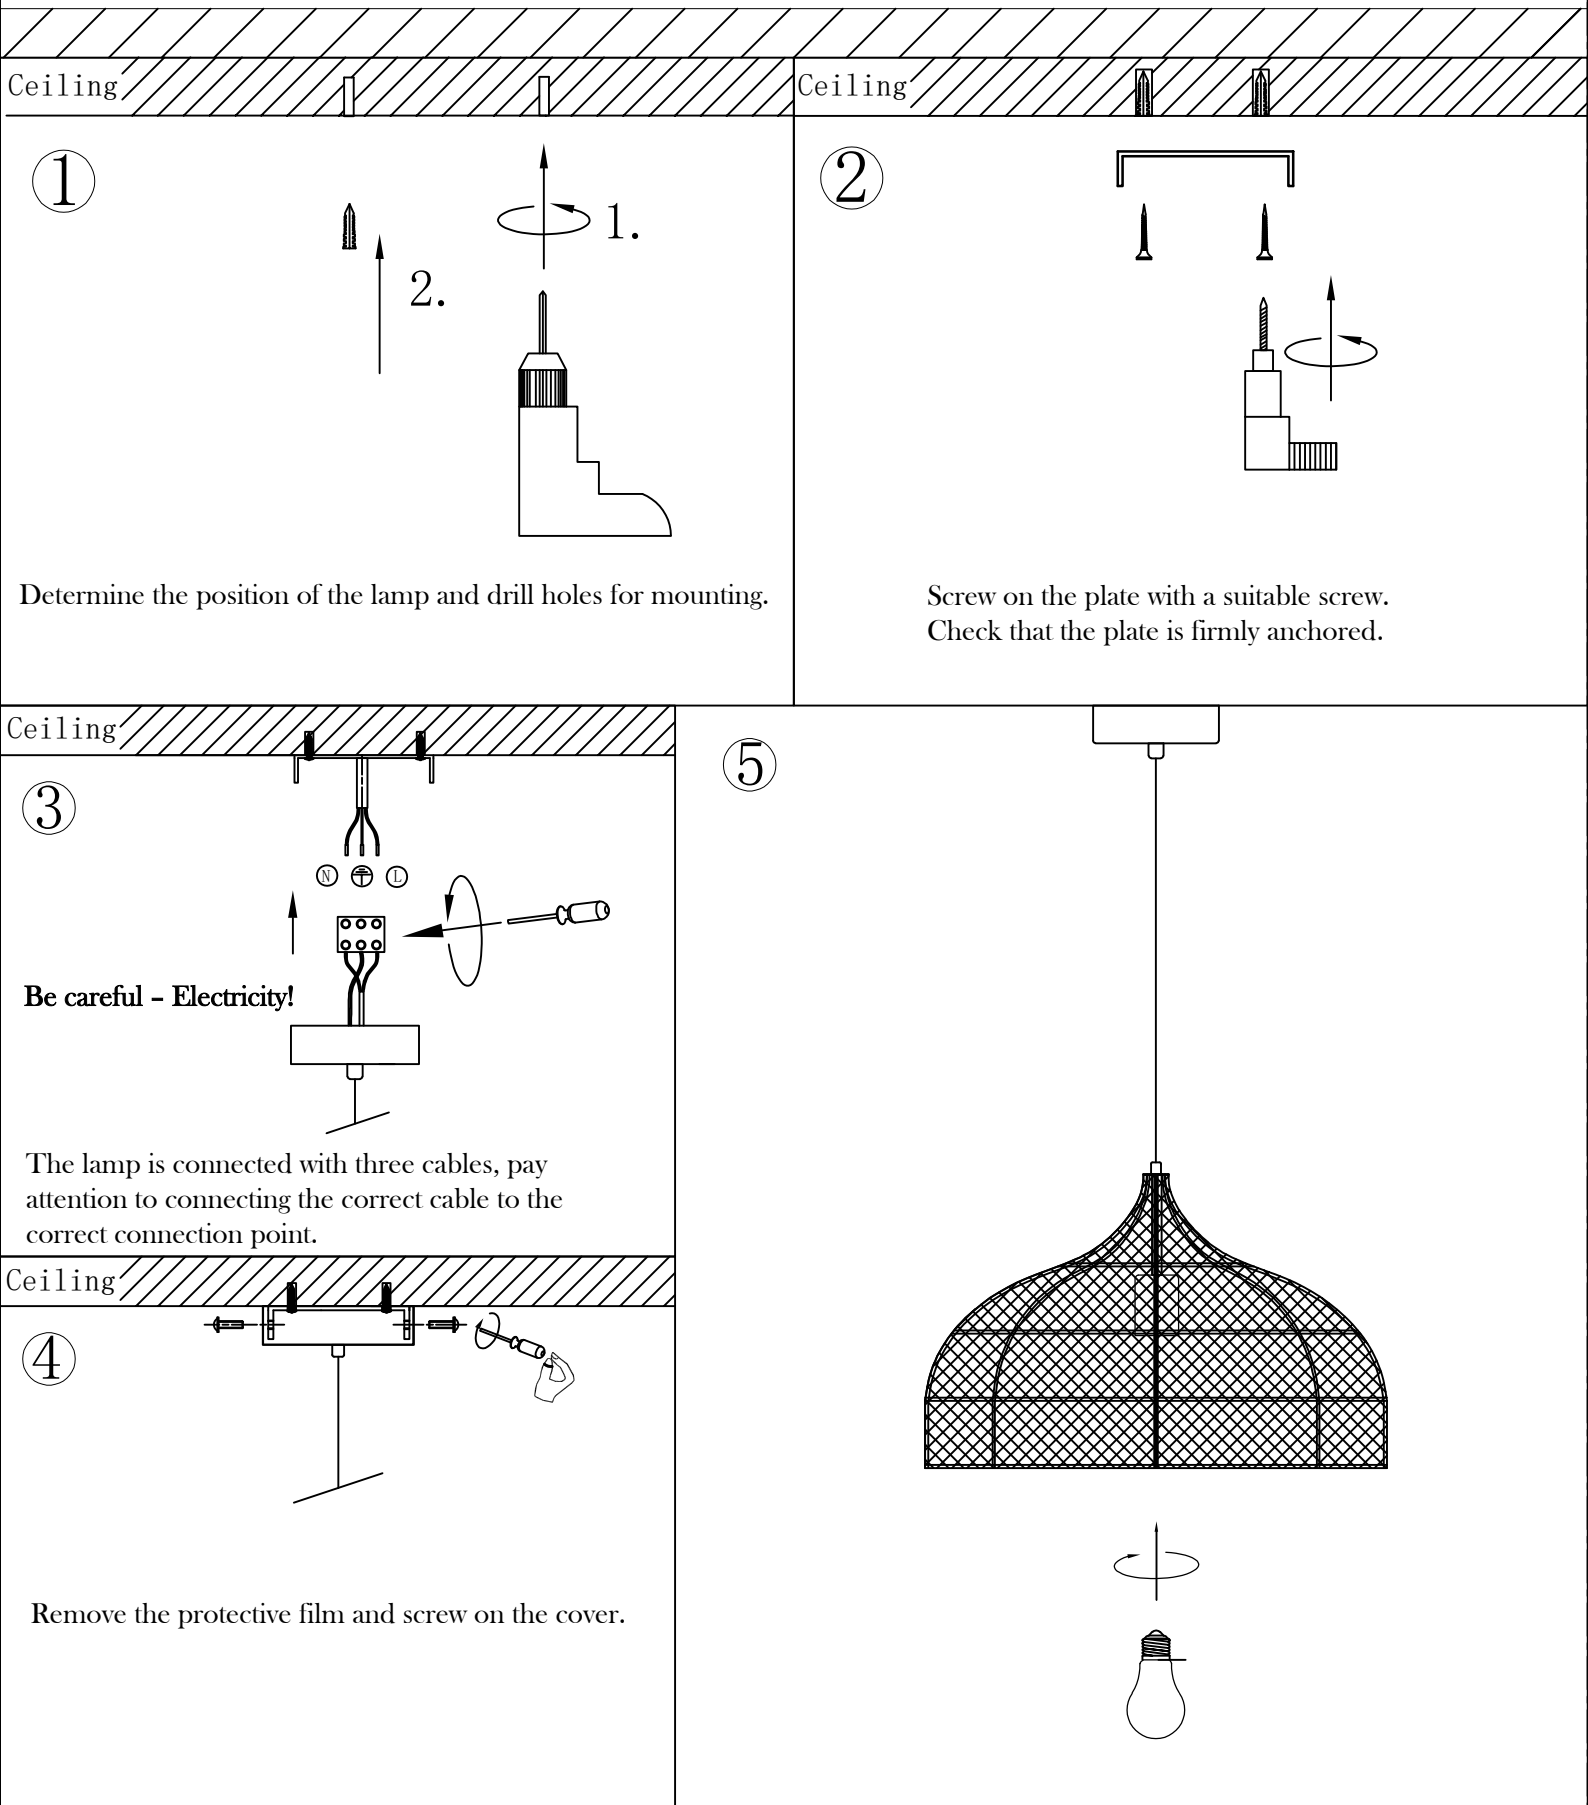 Ceiling
1
1.
2.
Determine the position of the lamp and drill holes for mounting.
Ceiling
2
Screw on the plate with a suitable screw.
Check that the plate is firmly anchored.
Ceiling
3
N L
Be careful – Electricity!
The lamp is connected with three cables, pay
attention to connecting the correct cable to the
correct connection point.
Ceiling
4
Remove the protective film and screw on the cover.
5